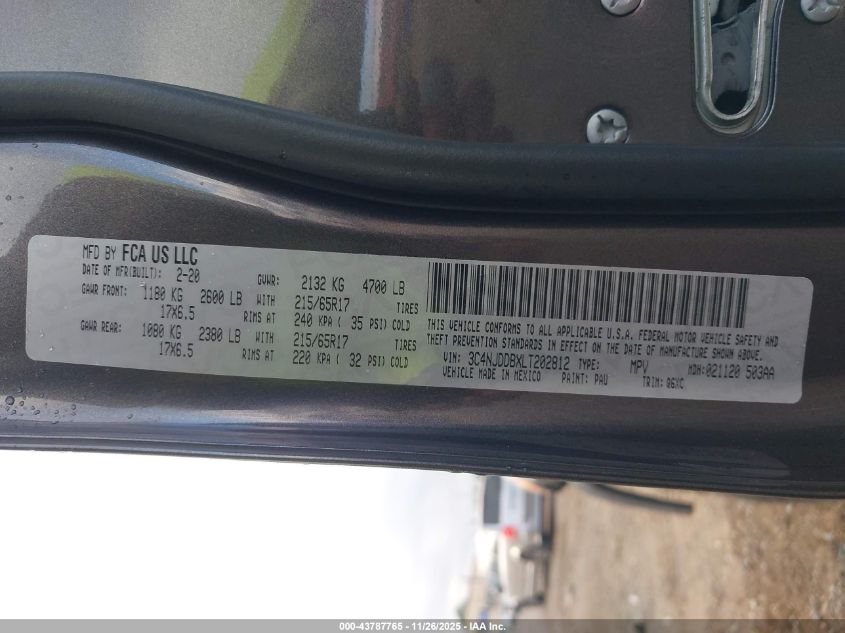 MFD BY FCA US LLC
DATE OF MFR(BUILT): 2-20 GVWR: 2132 KG 4700 LB
GAWR FRONT: 1180 KG 2600 LB WITH 215/65R17 TIRES
17X6.5 RIMS AT 240 KPA ( 35 PSI) COLD
GAWR REAR: 1080 KG 2380 LB WITH 215/65R17 TIRES
17X6.5 RIMS AT 220 KPA ( 32 PSI) COLD
THIS VEHICLE CONFORMS TO ALL APPLICABLE U.S.A. FEDERAL MOTOR VEHICLE SAFETY AND
THEFT PREVENTION STANDARDS IN EFFECT ON THE DATE OF MANUFACTURE SHOWN ABOVE.
VIN: 3C4NJDDBXLT202812 TYPE: MPV MDH: 021120 503AA
VEHICLE MADE IN MEXICO PAINT: PAU TRIM: Q6XC
000-43787765 - 11/26/2025 - IAA Inc.